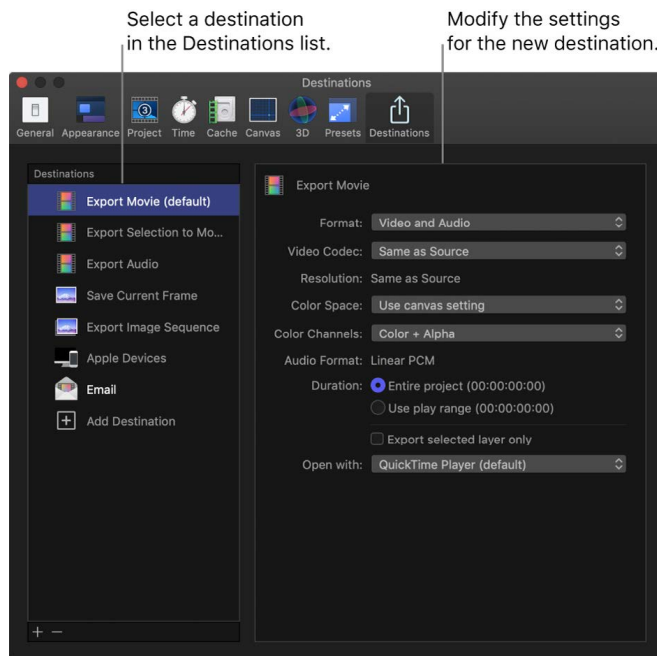 Select a destination
in the Destinations list.
Modify the settings
for the new destination.
Destinations
General Appearance Project Time Cache Canvas 3D Presets Destinations
Destinations
Export Movie (default)
Export Selection to Mo...
Export Audio
Save Current Frame
Export Image Sequence
Apple Devices
Email
Add Destination
Export Movie
Format: Video and Audio
Video Codec: Same as Source
Resolution: Same as Source
Color Space: Use canvas setting
Color Channels: Color + Alpha
Audio Format: Linear PCM
Duration: Entire project (00:00:00:00)
Use play range (00:00:00:00)
Export selected layer only
Open with: QuickTime Player (default)